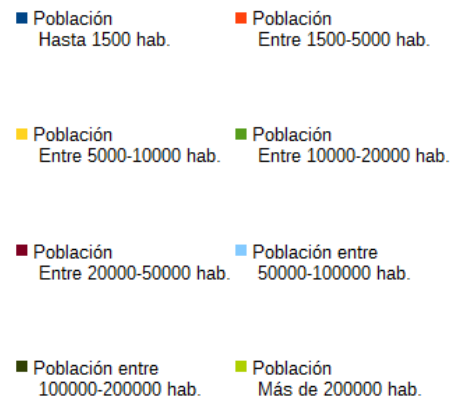 Población
Hasta 1500 hab.
Población
Entre 1500-5000 hab.
Población
Entre 5000-10000 hab.
Población
Entre 10000-20000 hab.
Población
Entre 20000-50000 hab.
Población entre
50000-100000 hab.
Población entre
100000-200000 hab.
Población
Más de 200000 hab.